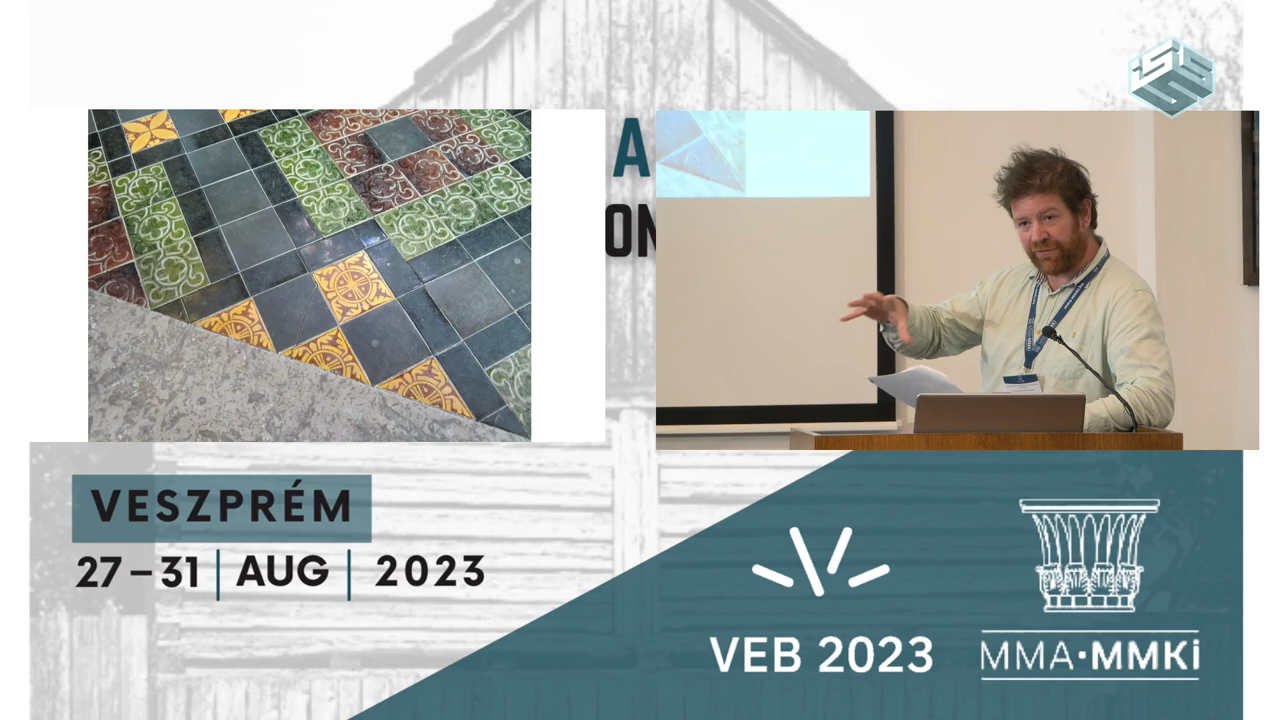 A
ON
VESZPRÉM
27–31 | AUG | 2023
VEB 2023
MMA·MMKi